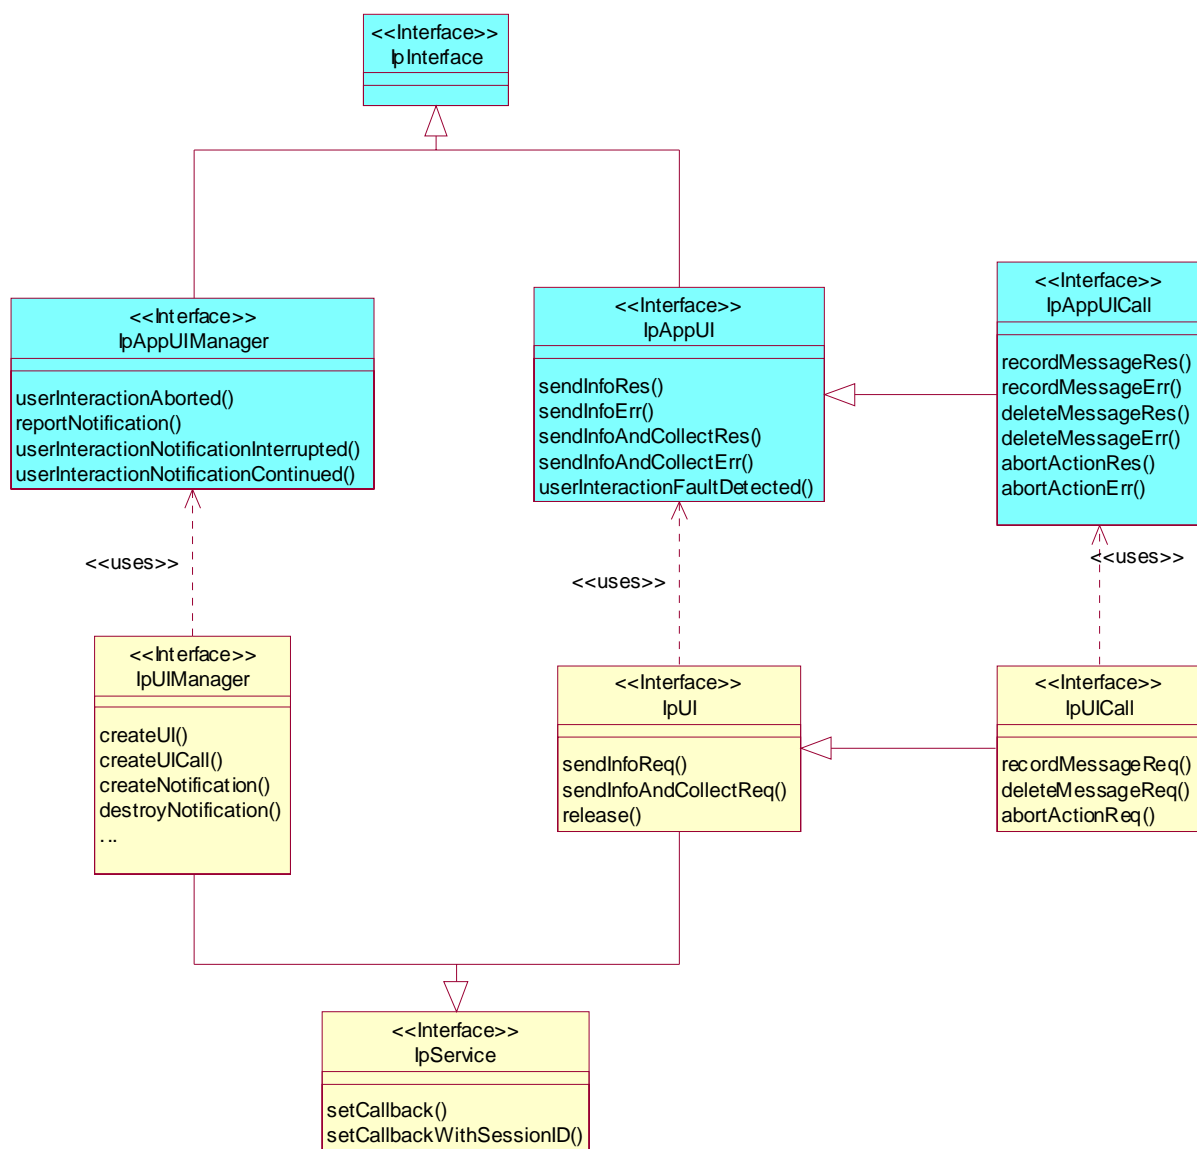 <<Interface>>
IpInterface
<<Interface>>
IpAppUIManager
userInteractionAborted()
reportNotification()
userInteractionNotificationInterrupted()
userInteractionNotificationContinued()
<<Interface>>
IpAppUI
sendInfoRes()
sendInfoErr()
sendInfoAndCollectRes()
sendInfoAndCollectErr()
userInteractionFaultDetected()
<<Interface>>
IpAppUICall
recordMessageRes()
recordMessageErr()
deleteMessageRes()
deleteMessageErr()
abortActionRes()
abortActionErr()
<<uses>>
<<uses>>
<<uses>>
<<Interface>>
IpUIManager
createUI()
createUICall()
createNotification()
destroyNotification()
...
<<Interface>>
IpUI
sendInfoReq()
sendInfoAndCollectReq()
release()
<<Interface>>
IpUICall
recordMessageReq()
deleteMessageReq()
abortActionReq()
<<Interface>>
IpService
setCallback()
setCallbackWithSessionID()